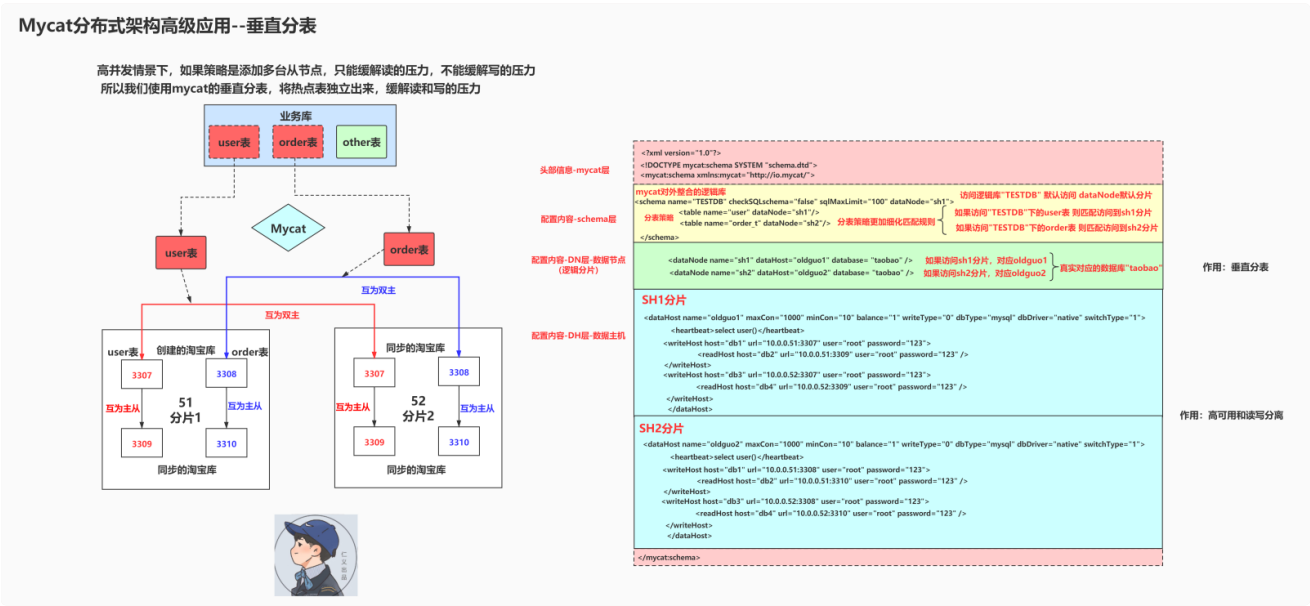 Mycat分布式架构高级应用--垂直分表
高并发情景下，如果策略是添加多台从节点，只能缓解读的压力，不能缓解写的压力
所以我们使用mycat的垂直分表，将热点表独立出来，缓解读和写的压力
业务库
user表
order表
other表
Mycat
user表
order表
互为双主
互为双主
user表
创建的淘宝库
order表
3307
3308
互为主从
51
分片1
互为主从
3309
3310
同步的淘宝库
同步的淘宝库
3307
3308
互为主从
52
分片2
互为主从
3309
3310
同步的淘宝库
仁义礼晶
头部信息-mycat层
<?xml version="1.0"?>
<!DOCTYPE mycat:schema SYSTEM "schema.dtd">
<mycat:schema xmlns:mycat="http://io.mycat/">
配置内容-schema层
mycat对外整合的逻辑库
<schema name="TESTDB" checkSQLschema="false" sqlMaxLimit="100" dataNode="sh1">
访问逻辑库"TESTDB" 默认访问 dataNode默认分片
分表策略
<table name="user" dataNode="sh1"/>
<table name="order_t" dataNode="sh2"/>
分表策略更加细化匹配规则
如果访问"TESTDB"下的user表 则匹配访问到sh1分片
如果访问"TESTDB"下的order表 则匹配访问到sh2分片
</schema>
配置内容-DN层-数据节点
(逻辑分片)
<dataNode name="sh1" dataHost="oldguo1" database= "taobao" />
如果访问sh1分片，对应oldguo1
<dataNode name="sh2" dataHost="oldguo2" database= "taobao" />
如果访问sh2分片，对应oldguo2
真实对应的数据库"taobao"
作用：垂直分表
配置内容-DH层-数据主机
SH1分片
<dataHost name="oldguo1" maxCon="1000" minCon="10" balance="1" writeType="0" dbType="mysql" dbDriver="native" switchType="1">
<heartbeat>select user()</heartbeat>
<writeHost host="db1" url="10.0.0.51:3307" user="root" password="123">
<readHost host="db2" url="10.0.0.51:3309" user="root" password="123" />
</writeHost>
<writeHost host="db3" url="10.0.0.52:3307" user="root" password="123">
<readHost host="db4" url="10.0.0.52:3309" user="root" password="123" />
</writeHost>
</dataHost>
作用：高可用和读写分离
SH2分片
<dataHost name="oldguo2" maxCon="1000" minCon="10" balance="1" writeType="0" dbType="mysql" dbDriver="native" switchType="1">
<heartbeat>select user()</heartbeat>
<writeHost host="db1" url="10.0.0.51:3308" user="root" password="123">
<readHost host="db2" url="10.0.0.51:3310" user="root" password="123" />
</writeHost>
<writeHost host="db3" url="10.0.0.52:3308" user="root" password="123">
<readHost host="db4" url="10.0.0.52:3310" user="root" password="123" />
</writeHost>
</dataHost>
</mycat:schema>